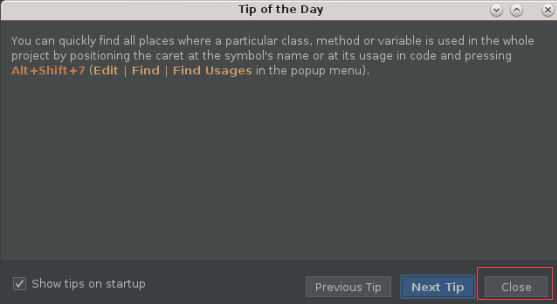 Tip of the Day
You can quickly find all places where a particular class, method or variable is used in the whole
project by positioning the caret at the symbol's name or at its usage in code and pressing
Alt+Shift+7 (Edit | Find | Find Usages in the popup menu).
Show tips on startup
Previous Tip
Next Tip
Close